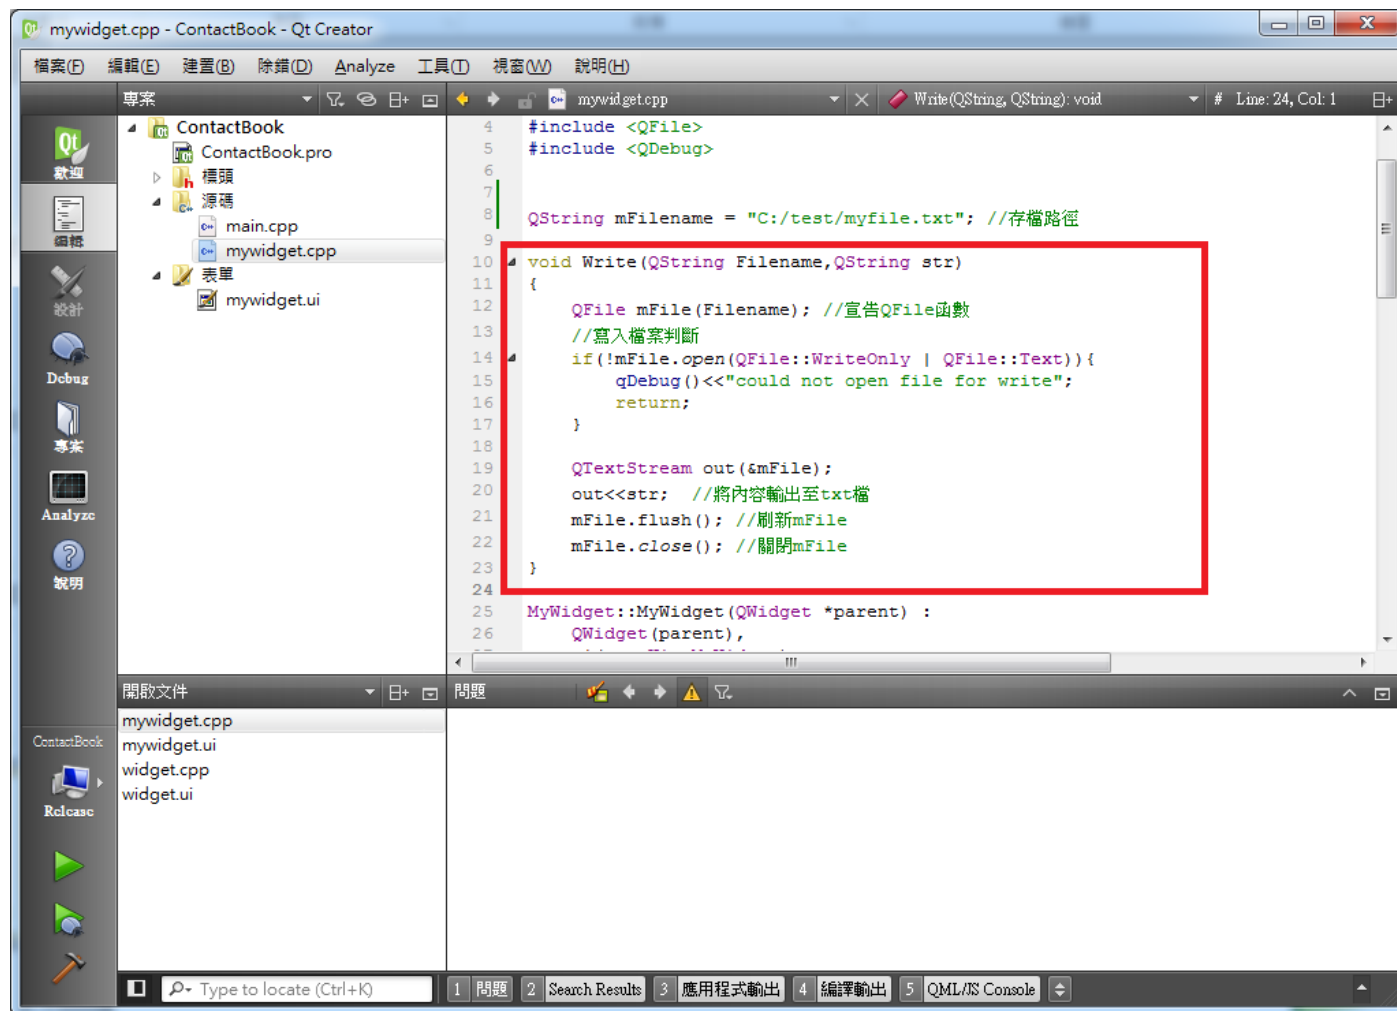 mywidget.cpp - ContactBook - Qt Creator
檔案(F) 編輯(E) 建置(B) 除錯(D) Analyze 工具(T) 視窗(W) 說明(H)
專案
mywidget.cpp
Write(QString, QString): void
# Line: 24, Col: 1
歡迎
編輯
設計
Debug
專案
Analyze
說明
ContactBook
Release
ContactBook
ContactBook.pro
標頭
源碼
main.cpp
mywidget.cpp
表單
mywidget.ui
4 #include <QFile>
5 #include <QDebug>
6
7
8 QString mFilename = "C:/test/myfile.txt"; //存檔路徑
9
10 void Write(QString Filename,QString str)
11 {
12 QFile mFile(Filename); //宣告QFile函數
13 //寫入檔案判斷
14 if(!mFile.open(QFile::WriteOnly | QFile::Text)){
15 qDebug()<<"could not open file for write";
16 return;
17 }
18
19 QTextStream out(&mFile);
20 out<<str; //將內容輸出至txt檔
21 mFile.flush(); //刷新mFile
22 mFile.close(); //關閉mFile
23 }
24
25 MyWidget::MyWidget(QWidget *parent) :
26 QWidget(parent),
開啟文件
mywidget.cpp
mywidget.ui
widget.cpp
widget.ui
問題
Type to locate (Ctrl+K)
1 問題 2 Search Results 3 應用程式輸出 4 編譯輸出 5 QML/JS Console